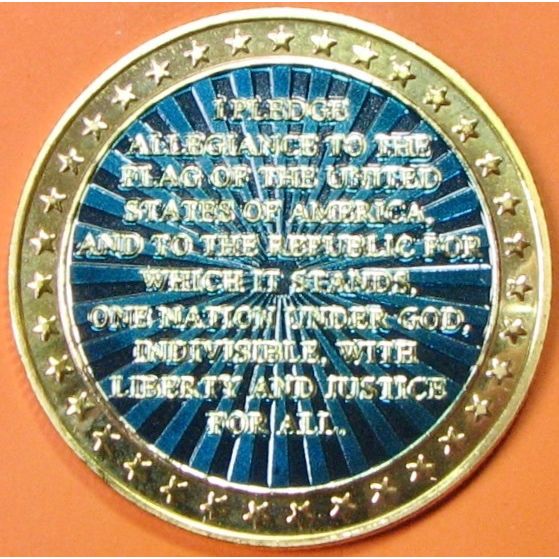 I PLEDGE
ALLEGIANCE TO THE
FLAG OF THE UNITED
STATES OF AMERICA,
AND TO THE REPUBLIC FOR
WHICH IT STANDS,
ONE NATION UNDER GOD,
INDIVISIBLE, WITH
LIBERTY AND JUSTICE
FOR ALL.